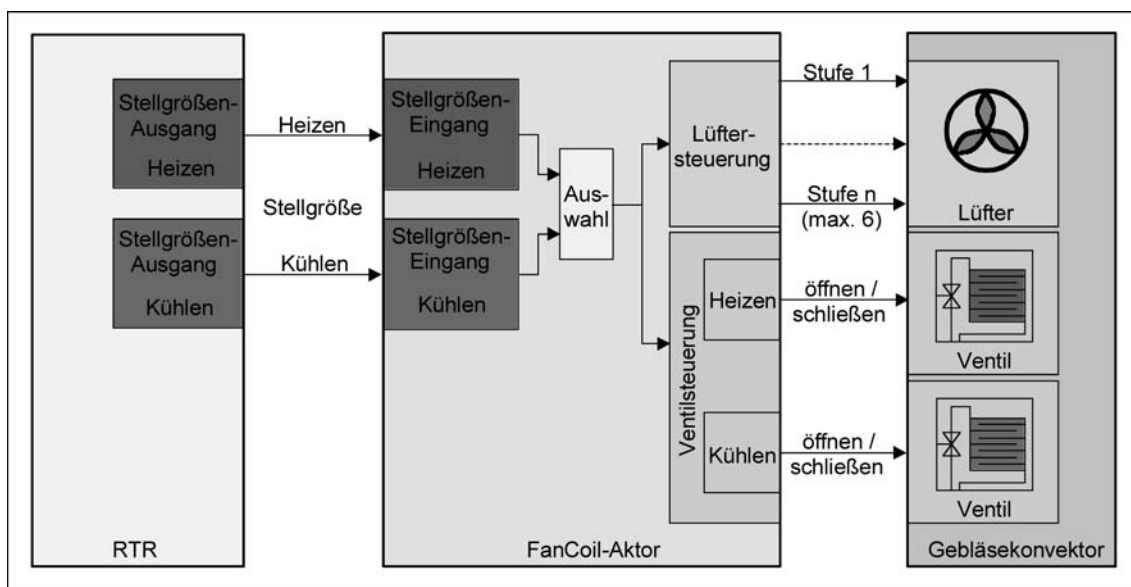 Stellgrößen-
Ausgang
Heizen
Stellgrößen-
Ausgang
Kühlen
RTR
Heizen
Stellgröße
Kühlen
Stellgrößen-
Eingang
Heizen
Stellgrößen-
Eingang
Kühlen
Aus-
wahl
Lüfter-
steuerung
Ventilsteuerung
Heizen
Kühlen
FanCoil-Aktor
Stufe 1
Stufe n
(max. 6)
öffnen /
schließen
öffnen /
schließen
Lüfter
Ventil
Ventil
Gebläsekonvektor